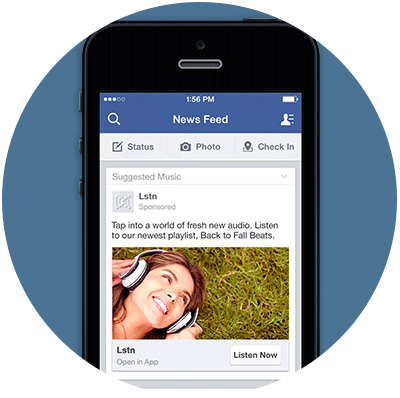 1:56 PM
News Feed
Status Photo Check In
Suggested Music
Lstn
Sponsored
Tap into a world of fresh new audio. Listen
to our newest playlist, Back to Fall Beats.
Lstn
Open in App
Listen Now